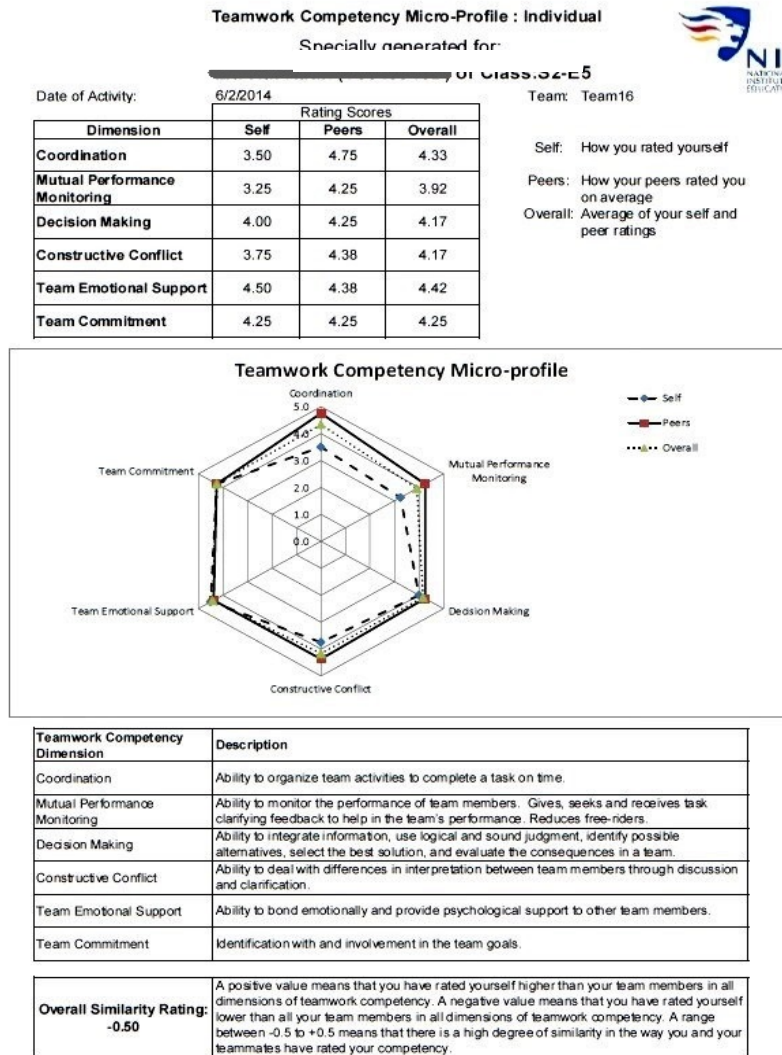 Teamwork Competency Micro-Profile : Individual
Specially generated for:
of Class:S2-E5
NI
NATIONAL
INSTITUTE
EDUCAT
Date of Activity: 6/2/2014 Team: Team16
Rating Scores
Dimension Self Peers Overall
Coordination 3.50 4.75 4.33
Mutual Performance
Monitoring 3.25 4.25 3.92
Decision Making 4.00 4.25 4.17
Constructive Conflict 3.75 4.38 4.17
Team Emotional Support 4.50 4.38 4.42
Team Commitment 4.25 4.25 4.25
Self: How you rated yourself
Peers: How your peers rated you
on average
Overall: Average of your self and
peer ratings
Teamwork Competency Micro-profile
Coordination
5.0
4.0
3.0
2.0
1.0
0.0
Mutual Performance
Monitoring
Decision Making
Constructive Conflict
Team Emotional Support
Team Commitment
Self
Peers
Overall
Teamwork Competency
Dimension Description
Coordination Ability to organize team activities to complete a task on time.
Mutual Performance
Monitoring
Ability to monitor the performance of team members. Gives, seeks and receives task
clarifying feedback to help in the team's performance. Reduces free-riders.
Decision Making
Ability to integrate information, use logical and sound judgment, identify possible
alternatives, select the best solution, and evaluate the consequences in a team.
Constructive Conflict
Ability to deal with differences in interpretation between team members through discussion
and clarification.
Team Emotional Support Ability to bond emotionally and provide psychological support to other team members.
Team Commitment Identification with and involvement in the team goals.
Overall Similarity Rating:
-0.50
A positive value means that you have rated yourself higher than your team members in all
dimensions of teamwork competency. A negative value means that you have rated yourself
lower than all your team members in all dimensions of teamwork competency. A range
between -0.5 to +0.5 means that there is a high degree of similarity in the way you and your
teammates have rated your competency.